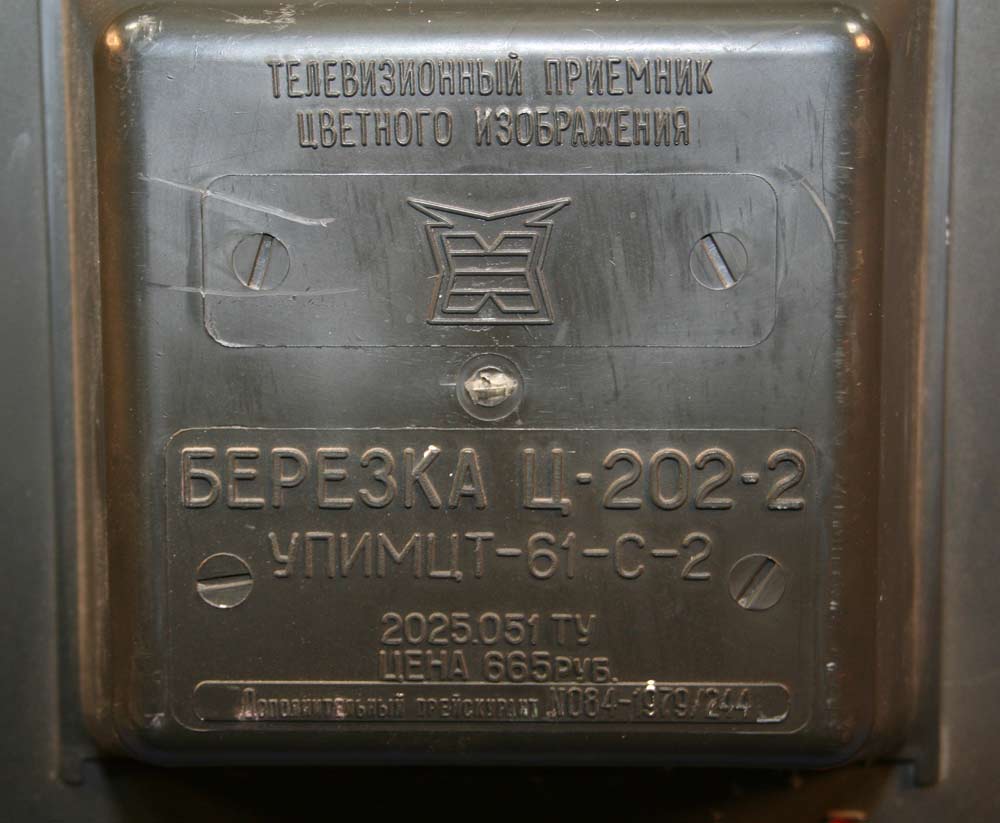 ТЕЛЕВИЗИОННЫЙ ПРИЕМНИК
ЦВЕТНОГО ИЗОБРАЖЕНИЯ
БЕРЕЗКА Ц-202-2
УПИМЦТ-61-С-2
2025.051 ТУ
ЦЕНА 665РУБ.
Дополнительный прейскурант N084-1979/244